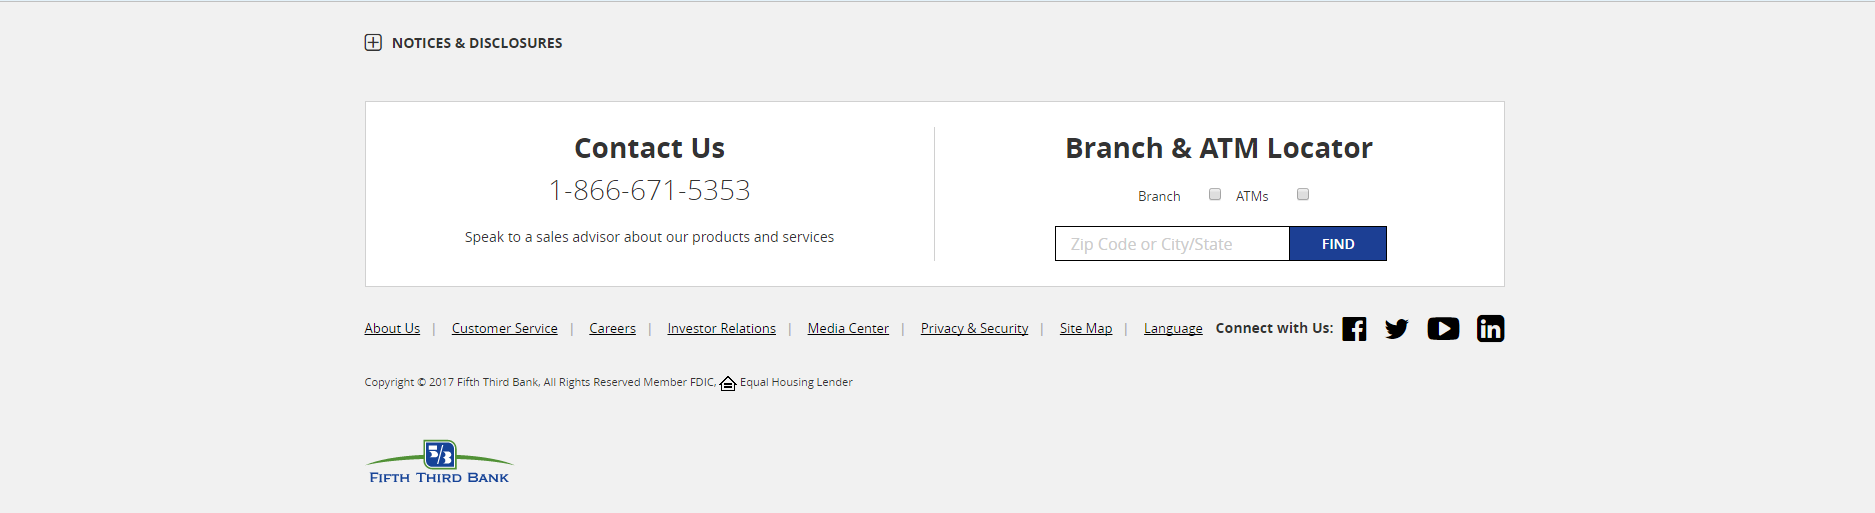 NOTICES & DISCLOSURES
Contact Us
1-866-671-5353
Speak to a sales advisor about our products and services
Branch & ATM Locator
Branch ATMs
Zip Code or City/State FIND
About Us | Customer Service | Careers | Investor Relations | Media Center | Privacy & Security | Site Map | Language Connect with Us:
Copyright © 2017 Fifth Third Bank, All Rights Reserved Member FDIC, Equal Housing Lender
5/3
FIFTH THIRD BANK